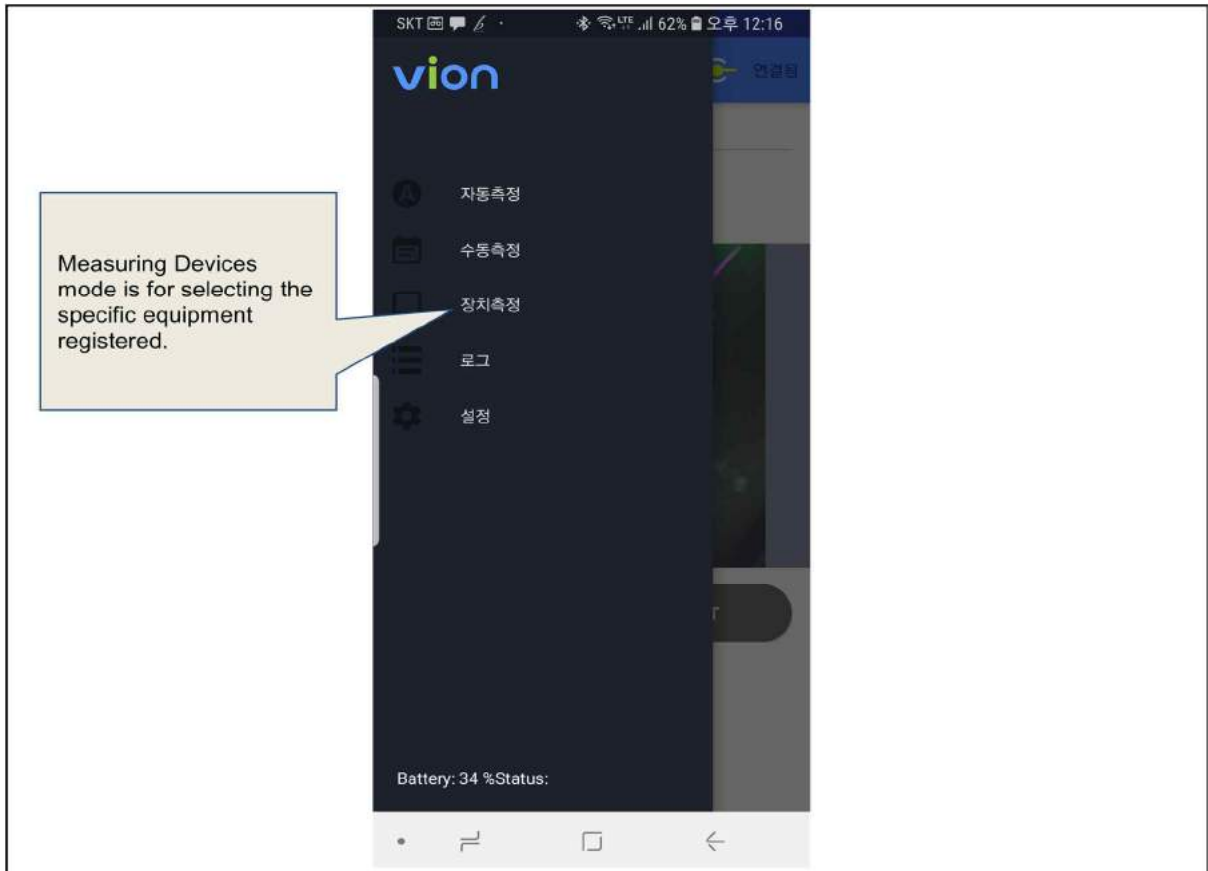 SKT LTE 62% 오후 12:16
vion
연결됨
자동측정
수동측정
Measuring Devices
mode is for selecting the
specific equipment
registered.
장치측정
로그
설정
T
Battery: 34 %Status: